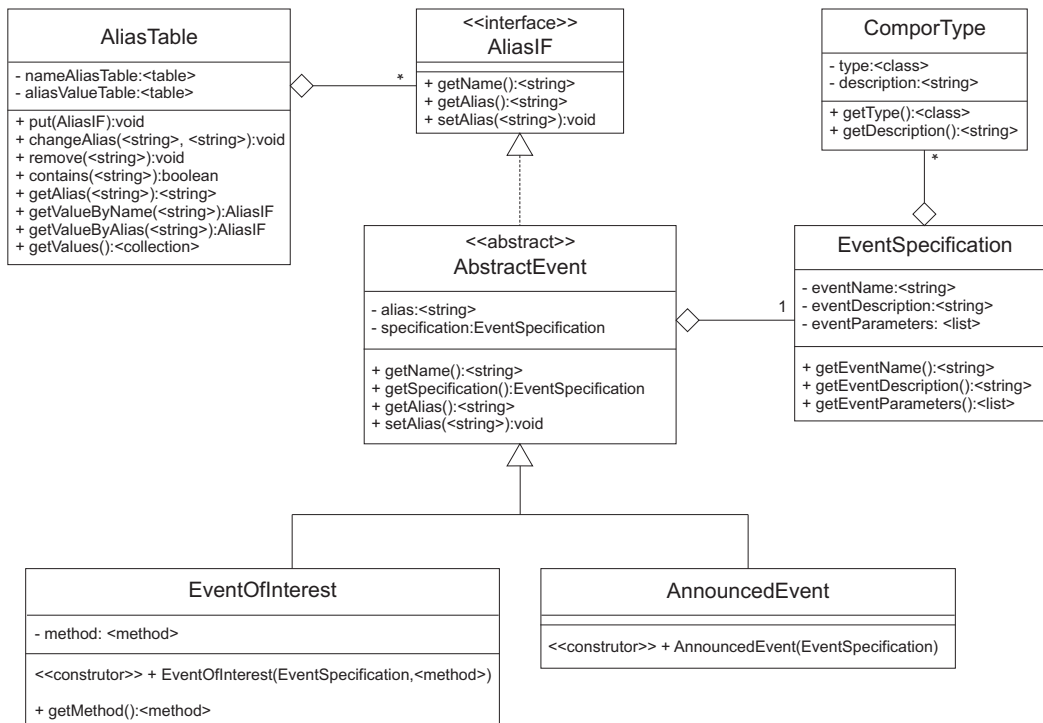 AliasTable
- nameAliasTable:<table>
- aliasValueTable:<table>
+ put(AliasIF):void
+ changeAlias(<string>, <string>):void
+ remove(<string>):void
+ contains(<string>):boolean
+ getAlias(<string>):<string>
+ getValueByName(<string>):AliasIF
+ getValueByAlias(<string>):AliasIF
+ getValues():<collection>
*
<<interface>>
AliasIF
+ getName():<string>
+ getAlias():<string>
+ setAlias(<string>):void
ComporType
- type:<class>
- description:<string>
+ getType():<class>
+ getDescription():<string>
*
<<abstract>>
AbstractEvent
- alias:<string>
- specification:EventSpecification
+ getName():<string>
+ getSpecification():EventSpecification
+ getAlias():<string>
+ setAlias(<string>):void
1
EventSpecification
- eventName:<string>
- eventDescription:<string>
- eventParameters: <list>
+ getEventName():<string>
+ getEventDescription():<string>
+ getEventParameters():<list>
EventOfInterest
- method: <method>
<<construtor>> + EventOfInterest(EventSpecification,<method>)
+ getMethod():<method>
AnnouncedEvent
<<construtor>> + AnnouncedEvent(EventSpecification)